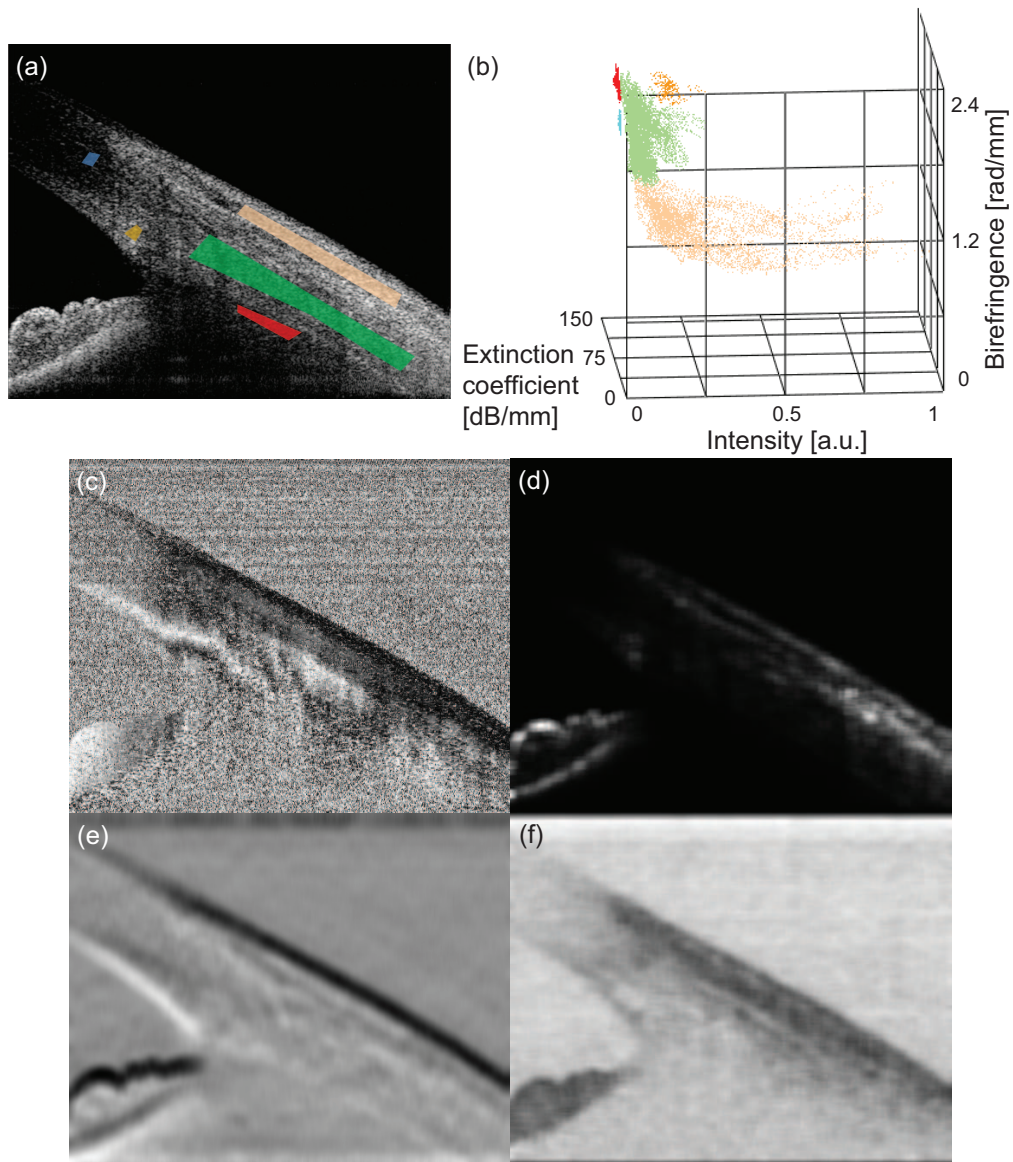 (a)
(b)
2.4
1.2
0
Birefringence [rad/mm]
150
75
0
Extinction
coefficient
[dB/mm]
0
0.5
1
Intensity [a.u.]
(c)
(d)
(e)
(f)